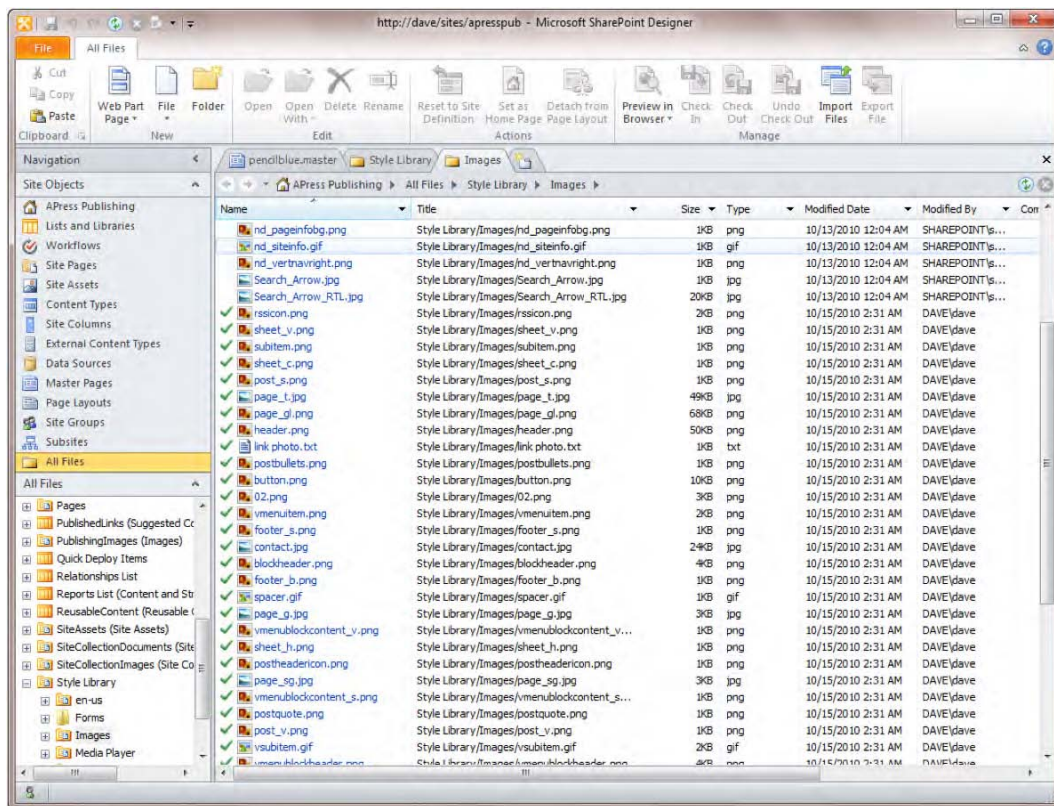 http://dave/sites/apresspub - Microsoft SharePoint Designer
File All Files
Cut
Copy
Paste
Web Part Page File Folder Open Open With Delete Rename Reset to Site Definition Set as Home Page Detach from Page Layout Preview in Browser Check In Check Out Undo Check Out Import Files Export File
Clipboard New Edit Actions Manage
Navigation
pencilblue.master Style Library Images
Site Objects
APress Publishing All Files Style Library Images
APress Publishing
Lists and Libraries
Workflows
Site Pages
Site Assets
Content Types
Site Columns
External Content Types
Data Sources
Master Pages
Page Layouts
Site Groups
Subsites
All Files
All Files
Pages
PublishedLinks (Suggested Cc
PublishingImages (Images)
Quick Deploy Items
Relationships List
Reports List (Content and Str
ReusableContent (Reusable
SiteAssets (Site Assets)
SiteCollectionDocuments (Site
SiteCollectionImages (Site Co
Style Library
en-us
Forms
Images
Media Player
Name Title Size Type Modified Date Modified By Com
nd_pageinfobg.png Style Library/Images/nd_pageinfobg.png 1KB png 10/13/2010 12:04 AM SHAREPOINT\s...
nd_siteinfo.gif Style Library/Images/nd_siteinfo.gif 1KB gif 10/13/2010 12:04 AM SHAREPOINT\s...
nd_vertnavright.png Style Library/Images/nd_vertnavright.png 1KB png 10/13/2010 12:04 AM SHAREPOINT\s...
Search_Arrow.jpg Style Library/Images/Search_Arrow.jpg 1KB jpg 10/13/2010 12:04 AM SHAREPOINT\s...
Search_Arrow_RTL.jpg Style Library/Images/Search_Arrow_RTL.jpg 20KB jpg 10/13/2010 12:04 AM SHAREPOINT\s...
rssicon.png Style Library/Images/rssicon.png 2KB png 10/15/2010 2:31 AM DAVE\dave
sheet_v.png Style Library/Images/sheet_v.png 1KB png 10/15/2010 2:31 AM DAVE\dave
subitem.png Style Library/Images/subitem.png 1KB png 10/15/2010 2:31 AM DAVE\dave
sheet_c.png Style Library/Images/sheet_c.png 1KB png 10/15/2010 2:31 AM DAVE\dave
post_s.png Style Library/Images/post_s.png 1KB png 10/15/2010 2:31 AM DAVE\dave
page_t.jpg Style Library/Images/page_t.jpg 49KB jpg 10/15/2010 2:31 AM DAVE\dave
page_gl.png Style Library/Images/page_gl.png 68KB png 10/15/2010 2:31 AM DAVE\dave
header.png Style Library/Images/header.png 50KB png 10/15/2010 2:31 AM DAVE\dave
link photo.txt Style Library/Images/link photo.txt 1KB txt 10/15/2010 2:31 AM DAVE\dave
postbullets.png Style Library/Images/postbullets.png 1KB png 10/15/2010 2:31 AM DAVE\dave
button.png Style Library/Images/button.png 10KB png 10/15/2010 2:31 AM DAVE\dave
02.png Style Library/Images/02.png 3KB png 10/15/2010 2:31 AM DAVE\dave
vmenuitem.png Style Library/Images/vmenuitem.png 2KB png 10/15/2010 2:31 AM DAVE\dave
footer_s.png Style Library/Images/footer_s.png 1KB png 10/15/2010 2:31 AM DAVE\dave
contact.jpg Style Library/Images/contact.jpg 24KB jpg 10/15/2010 2:31 AM DAVE\dave
blockheader.png Style Library/Images/blockheader.png 4KB png 10/15/2010 2:31 AM DAVE\dave
footer_b.png Style Library/Images/footer_b.png 1KB png 10/15/2010 2:31 AM DAVE\dave
spacer.gif Style Library/Images/spacer.gif 1KB gif 10/15/2010 2:31 AM DAVE\dave
page_g.jpg Style Library/Images/page_g.jpg 3KB jpg 10/15/2010 2:31 AM DAVE\dave
vmenublockcontent_v.png Style Library/Images/vmenublockcontent_v... 1KB png 10/15/2010 2:31 AM DAVE\dave
sheet_h.png Style Library/Images/sheet_h.png 1KB png 10/15/2010 2:31 AM DAVE\dave
postheadericon.png Style Library/Images/postheadericon.png 1KB png 10/15/2010 2:31 AM DAVE\dave
page_sg.jpg Style Library/Images/page_sg.jpg 3KB jpg 10/15/2010 2:31 AM DAVE\dave
vmenublockcontent_s.png Style Library/Images/vmenublockcontent_s... 1KB png 10/15/2010 2:31 AM DAVE\dave
postquote.png Style Library/Images/postquote.png 1KB png 10/15/2010 2:31 AM DAVE\dave
post_v.png Style Library/Images/post_v.png 1KB png 10/15/2010 2:31 AM DAVE\dave
vsubitem.gif Style Library/Images/vsubitem.gif 2KB gif 10/15/2010 2:31 AM DAVE\dave
vmenublockheader.png Style Library/Images/vmenublockheader.png 4KB png 10/15/2010 2:31 AM DAVE\dave